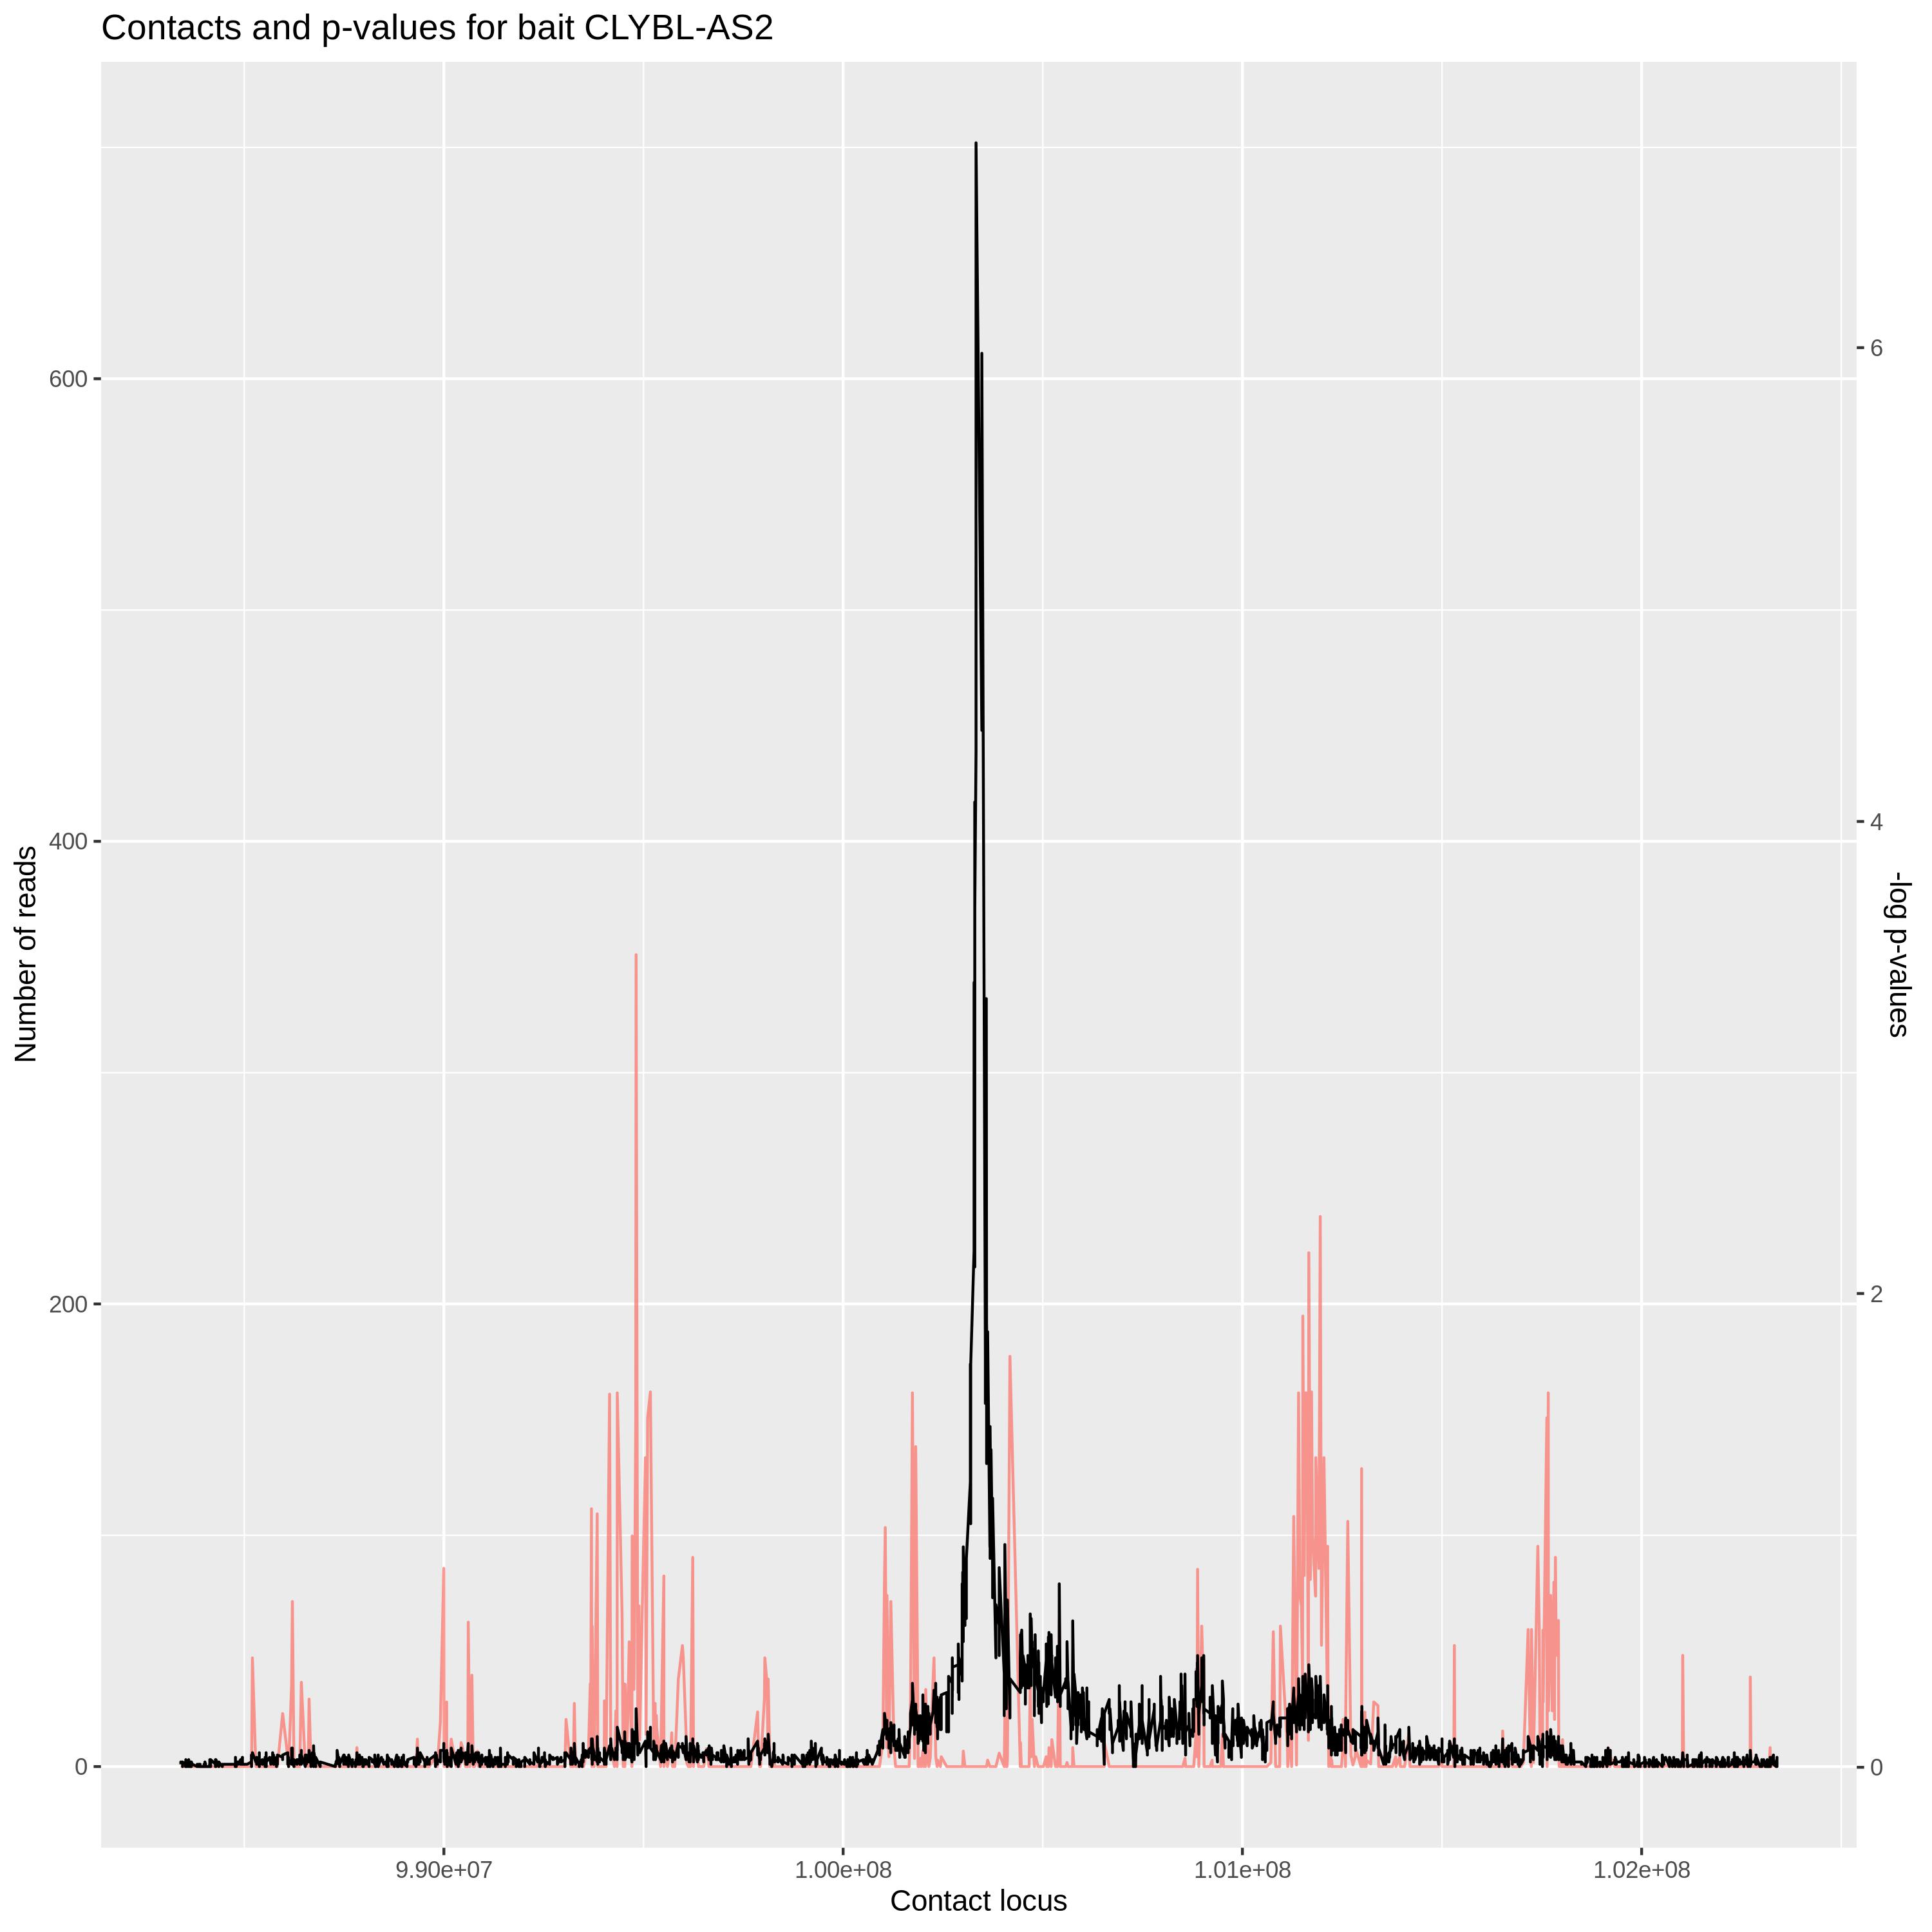 Contacts and p-values for bait CLYBL-AS2
Number of reads
600
400
200
0
6
4
2
0
-log p-values
9.90e+07
1.00e+08
1.01e+08
1.02e+08
Contact locus